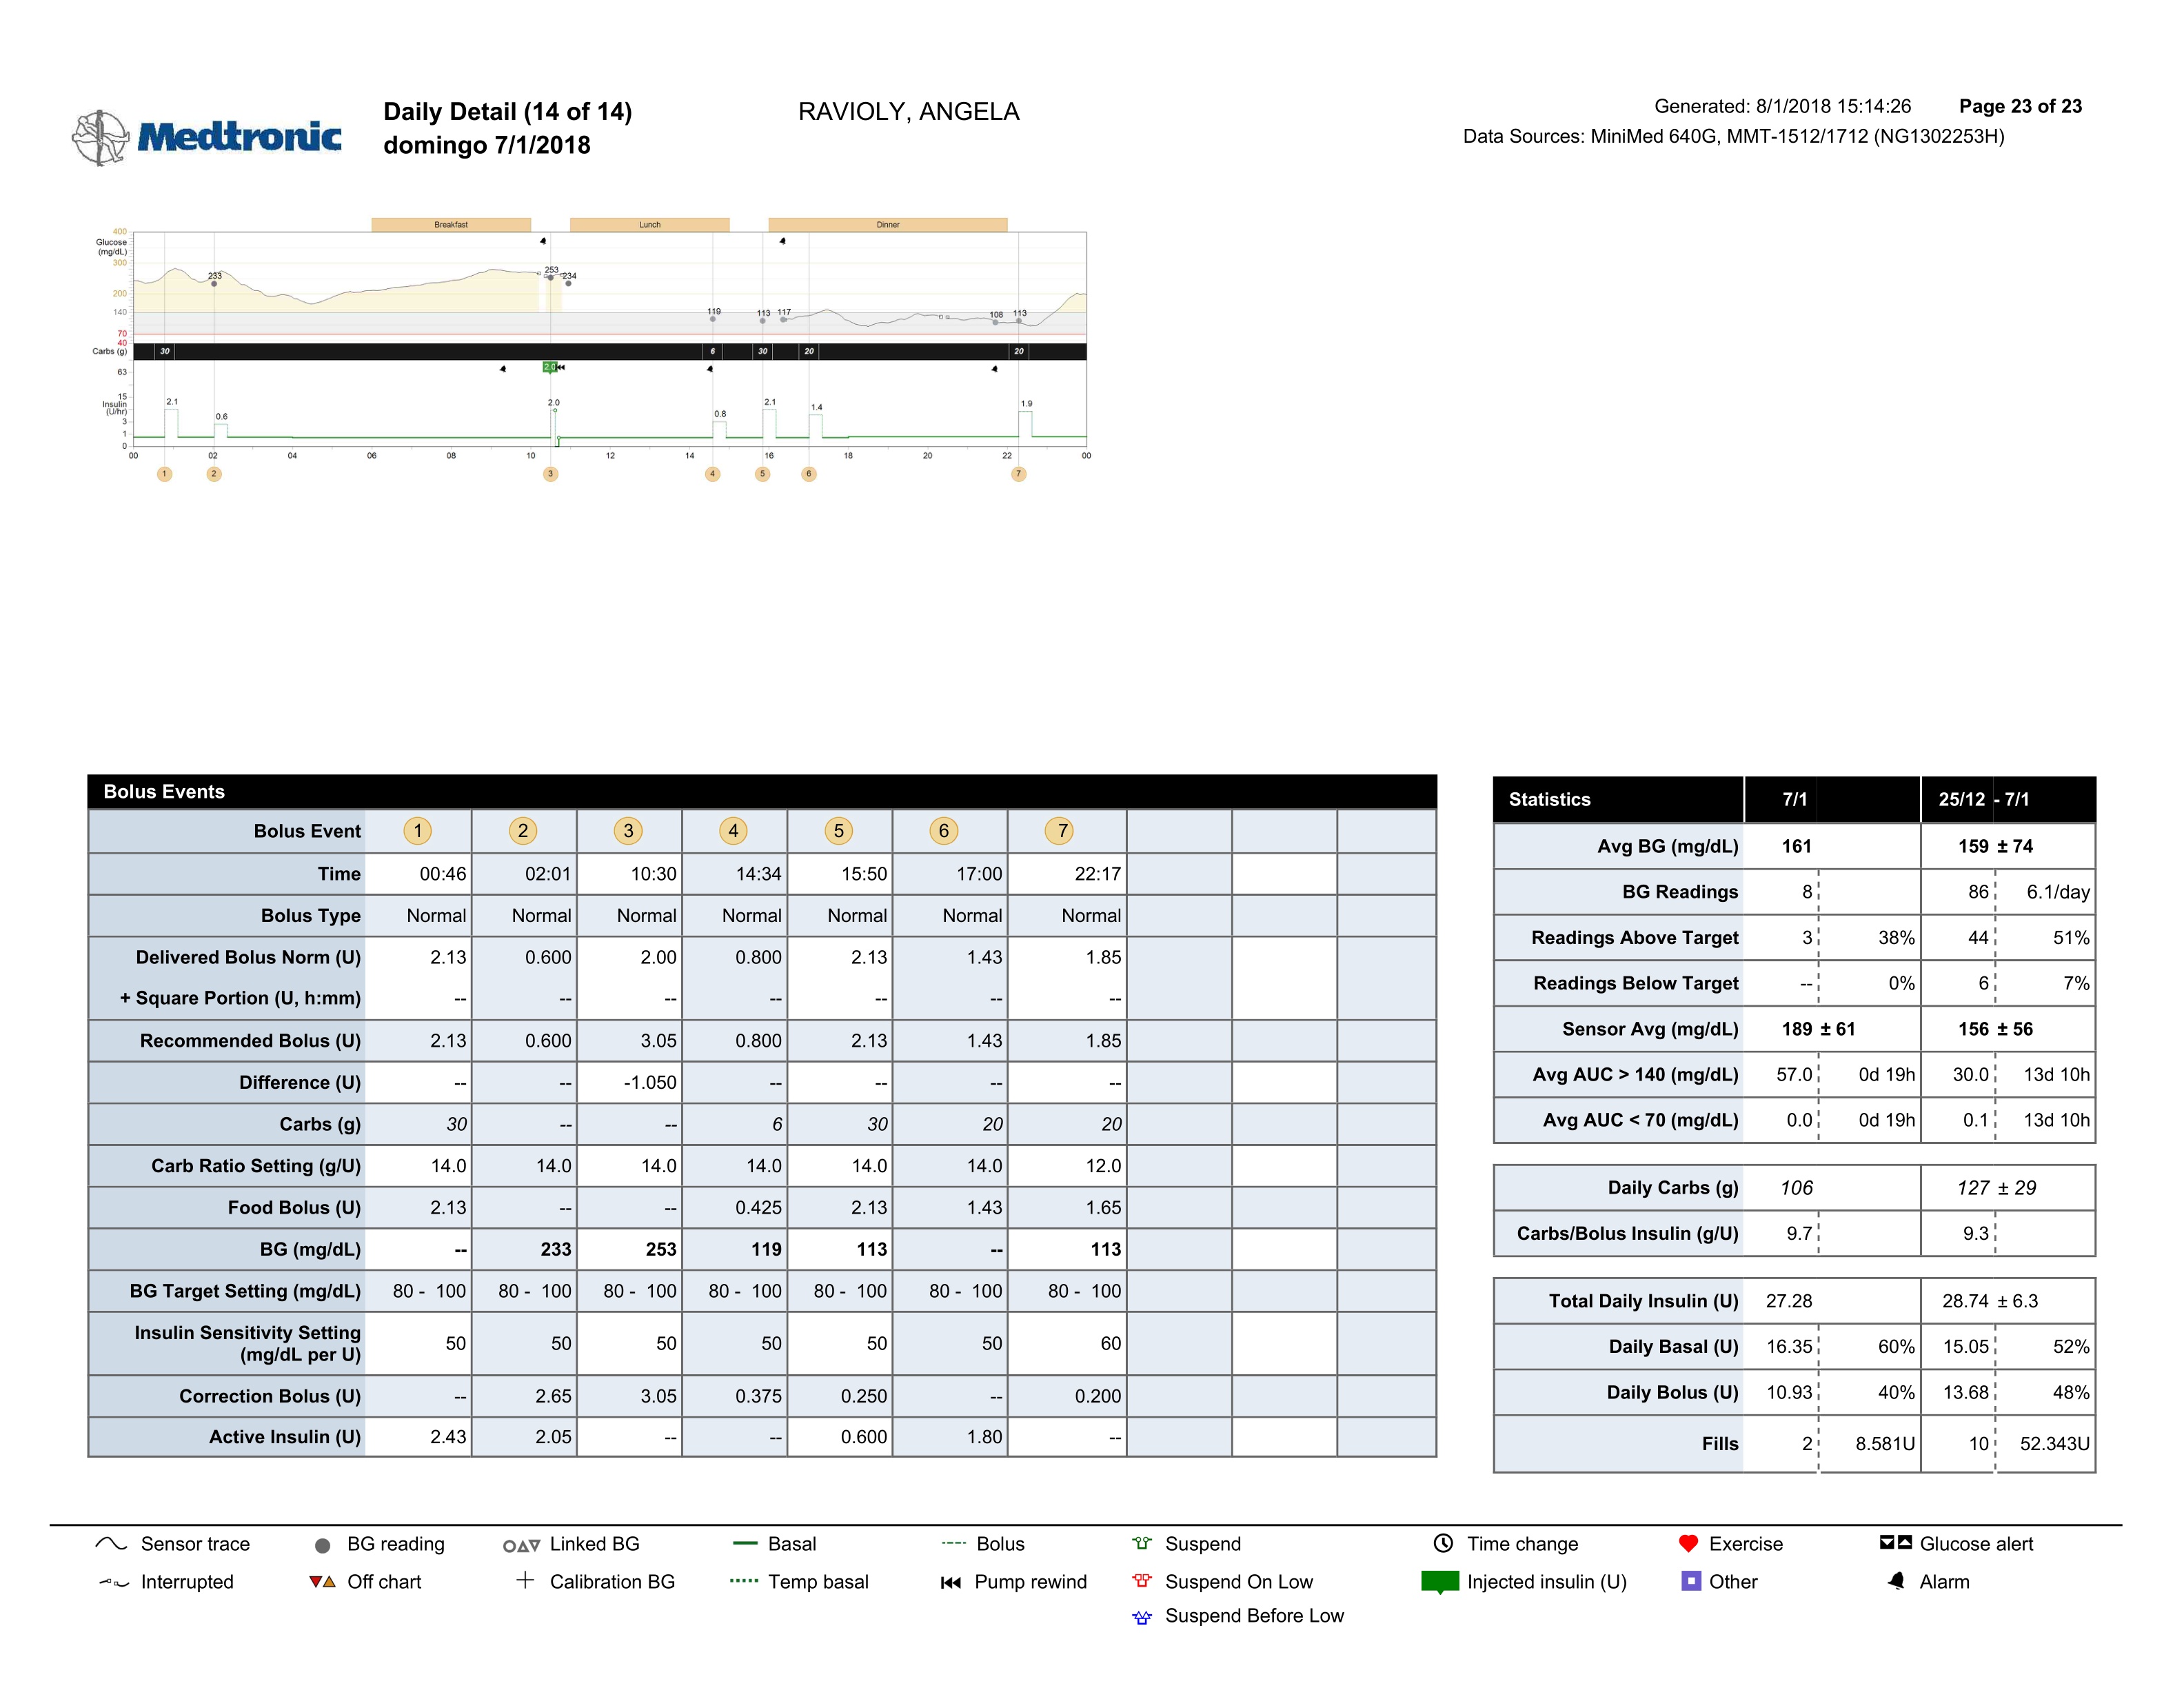 Medtronic
Daily Detail (14 of 14)
domingo 7/1/2018
RAVIOLY, ANGELA
Generated: 8/1/2018 15:14:26 Page 23 of 23
Data Sources: MiniMed 640G, MMT-1512/1712 (NG1302253H)
Breakfast Lunch Dinner
400
Glucose
(mg/dL)
300
200
140
70
40
233 253 234 119 113 117 108 113
Carbs (g) 30 6 30 20 20
63
2.0
15
Insulin
(U/hr)
3
1
0
2.1 0.6 2.0 0.8 2.1 1.4 1.9
00 02 04 06 08 10 12 14 16 18 20 22 00
1 2 3 4 5 6 7
Bolus Events
Bolus Event 1 2 3 4 5 6 7
Time 00:46 02:01 10:30 14:34 15:50 17:00 22:17
Bolus Type Normal Normal Normal Normal Normal Normal Normal
Delivered Bolus Norm (U) 2.13 0.600 2.00 0.800 2.13 1.43 1.85
+ Square Portion (U, h:mm) -- -- -- -- -- -- --
Recommended Bolus (U) 2.13 0.600 3.05 0.800 2.13 1.43 1.85
Difference (U) -- -- -1.050 -- -- -- --
Carbs (g) 30 -- -- 6 30 20 20
Carb Ratio Setting (g/U) 14.0 14.0 14.0 14.0 14.0 14.0 12.0
Food Bolus (U) 2.13 -- -- 0.425 2.13 1.43 1.65
BG (mg/dL) -- 233 253 119 113 -- 113
BG Target Setting (mg/dL) 80 - 100 80 - 100 80 - 100 80 - 100 80 - 100 80 - 100 80 - 100
Insulin Sensitivity Setting
(mg/dL per U) 50 50 50 50 50 50 60
Correction Bolus (U) -- 2.65 3.05 0.375 0.250 -- 0.200
Active Insulin (U) 2.43 2.05 -- -- 0.600 1.80 --
Statistics 7/1 25/12 - 7/1
Avg BG (mg/dL) 161 159 ± 74
BG Readings 8 86 6.1/day
Readings Above Target 3 38% 44 51%
Readings Below Target -- 0% 6 7%
Sensor Avg (mg/dL) 189 ± 61 156 ± 56
Avg AUC > 140 (mg/dL) 57.0 0d 19h 30.0 13d 10h
Avg AUC < 70 (mg/dL) 0.0 0d 19h 0.1 13d 10h
Daily Carbs (g) 106 127 ± 29
Carbs/Bolus Insulin (g/U) 9.7 9.3
Total Daily Insulin (U) 27.28 28.74 ± 6.3
Daily Basal (U) 16.35 60% 15.05 52%
Daily Bolus (U) 10.93 40% 13.68 48%
Fills 2 8.581U 10 52.343U
Sensor trace BG reading Linked BG Basal Bolus Suspend Time change Exercise Glucose alert
Interrupted Off chart Calibration BG Temp basal Pump rewind Suspend On Low Injected insulin (U) Other Alarm
Suspend Before Low